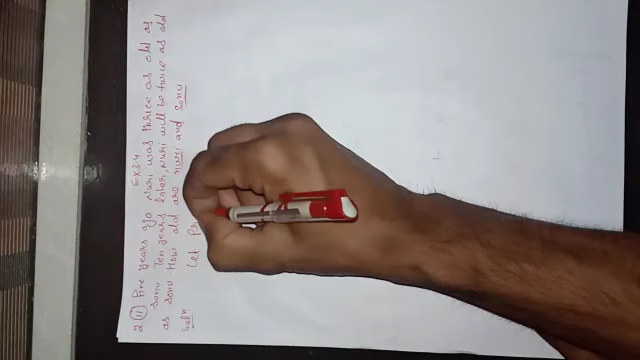 Ex 3.4
2 (ii) Five years ago Nuri was thrice as old as
sonu Ten years later, Nuri will be twice as old
as sonu How old are nuri and sonu
Soln Let Pr